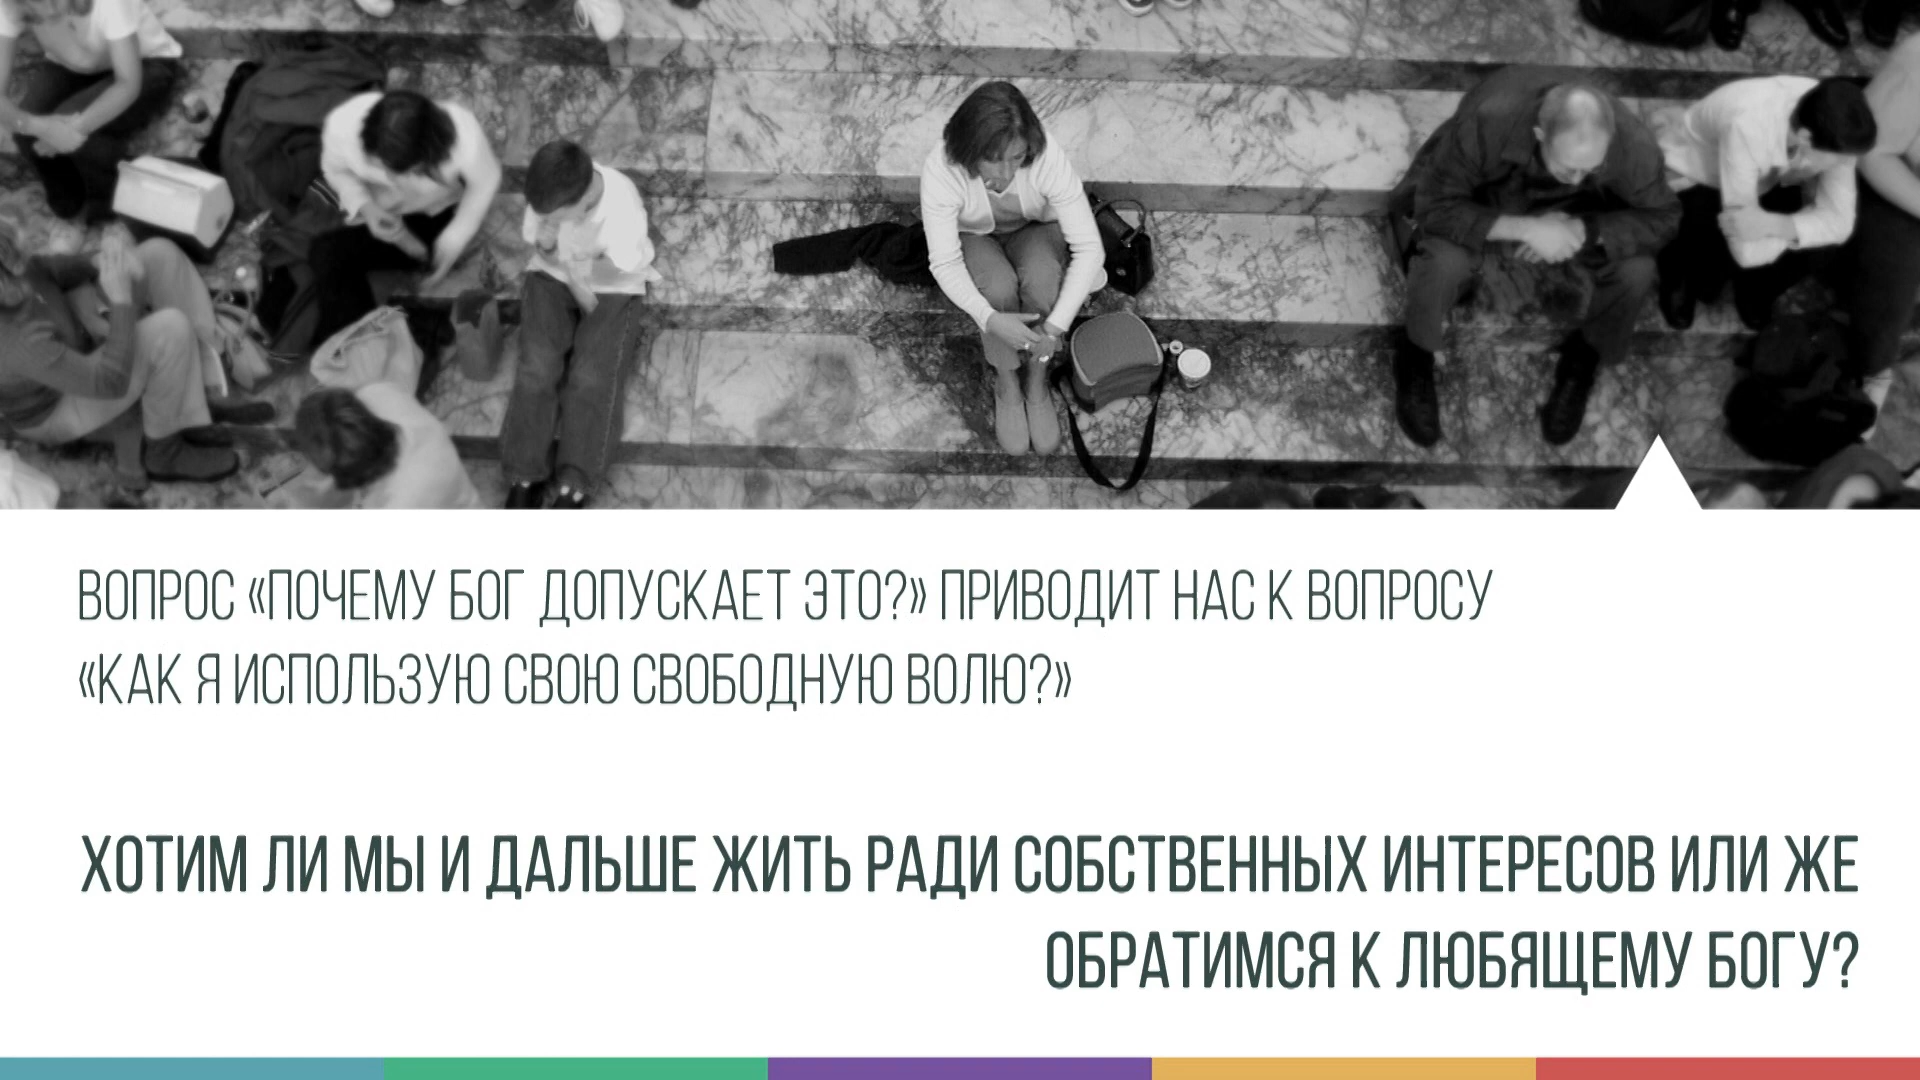 ВОПРОС «ПОЧЕМУ БОГ ДОПУСКАЕТ ЭТО?» ПРИВОДИТ НАС К ВОПРОСУ
«КАК Я ИСПОЛЬЗУЮ СВОЮ СВОБОДНУЮ ВОЛЮ?»
ХОТИМ ЛИ МЫ И ДАЛЬШЕ ЖИТЬ РАДИ СОБСТВЕННЫХ ИНТЕРЕСОВ ИЛИ ЖЕ
ОБРАТИМСЯ К ЛЮБЯЩЕМУ БОГУ?